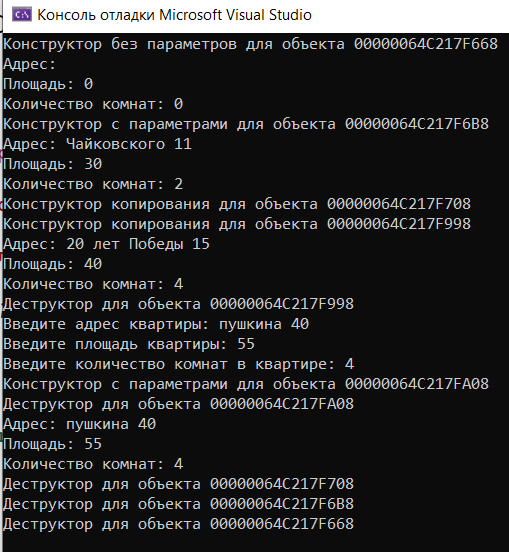 Консоль отладки Microsoft Visual Studio
Конструктор без параметров для объекта 00000064C217F668
Адрес:
Площадь: 0
Количество комнат: 0
Конструктор с параметрами для объекта 00000064C217F6B8
Адрес: Чайковского 11
Площадь: 30
Количество комнат: 2
Конструктор копирования для объекта 00000064C217F708
Конструктор копирования для объекта 00000064C217F998
Адрес: 20 лет Победы 15
Площадь: 40
Количество комнат: 4
Деструктор для объекта 00000064C217F998
Введите адрес квартиры: пушкина 40
Введите площадь квартиры: 55
Введите количество комнат в квартире: 4
Конструктор с параметрами для объекта 00000064C217FA08
Деструктор для объекта 00000064C217FA08
Адрес: пушкина 40
Площадь: 55
Количество комнат: 4
Деструктор для объекта 00000064C217F708
Деструктор для объекта 00000064C217F6B8
Деструктор для объекта 00000064C217F668